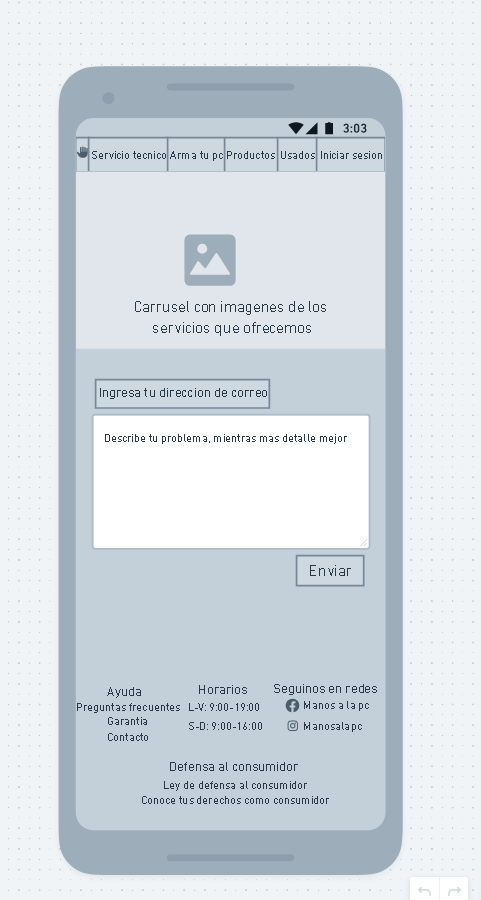 3:03
Servicio tecnico
Arma tu pc
Productos
Usados
Iniciar sesion
Carrusel con imagenes de los
servicios que ofrecemos
Ingresa tu direccion de correo
Describe tu problema, mientras mas detalle mejor
Enviar
Ayuda
Preguntas frecuentes
Garantia
Contacto
Horarios
L-V: 9:00-19:00
S-D: 9:00-16:00
Seguinos en redes
Manos a la pc
Manosalapc
Defensa al consumidor
Ley de defensa al consumidor
Conoce tus derechos como consumidor